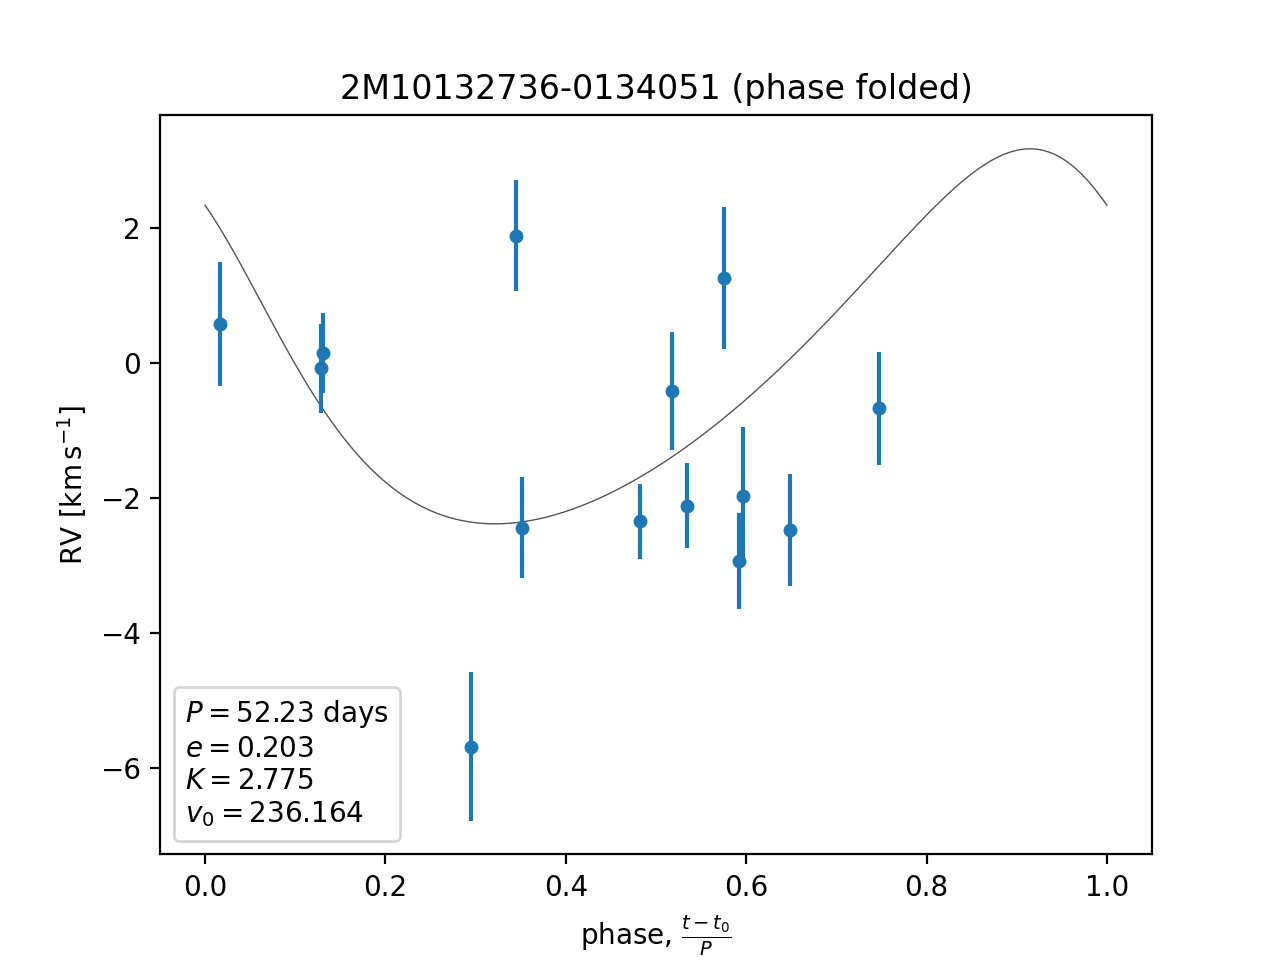 2M10132736-0134051 (phase folded)
RV [km s⁻¹]
2
0
−2
−4
−6
P = 52.23 days
e = 0.203
K = 2.775
v₀ = 236.164
0.0 0.2 0.4 0.6 0.8 1.0
phase, (t − t₀)/P